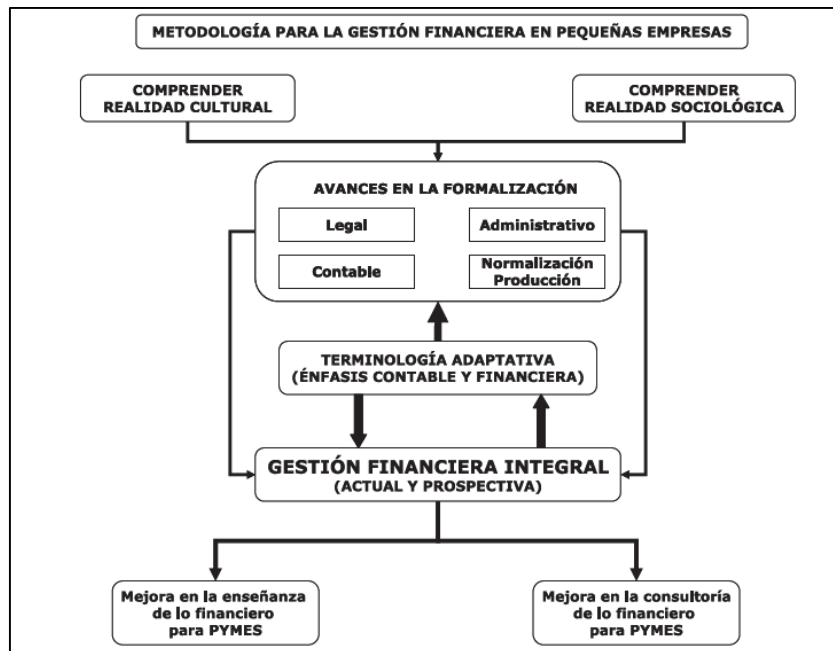 METODOLOGÍA PARA LA GESTIÓN FINANCIERA EN PEQUEÑAS EMPRESAS
COMPRENDER
REALIDAD CULTURAL
COMPRENDER
REALIDAD SOCIOLÓGICA
AVANCES EN LA FORMALIZACIÓN
Legal
Administrativo
Contable
Normalización
Producción
TERMINOLOGÍA ADAPTATIVA
(ÉNFASIS CONTABLE Y FINANCIERA)
GESTIÓN FINANCIERA INTEGRAL
(ACTUAL Y PROSPECTIVA)
Mejora en la enseñanza
de lo financiero
para PYMES
Mejora en la consultoría
de lo financiero
para PYMES